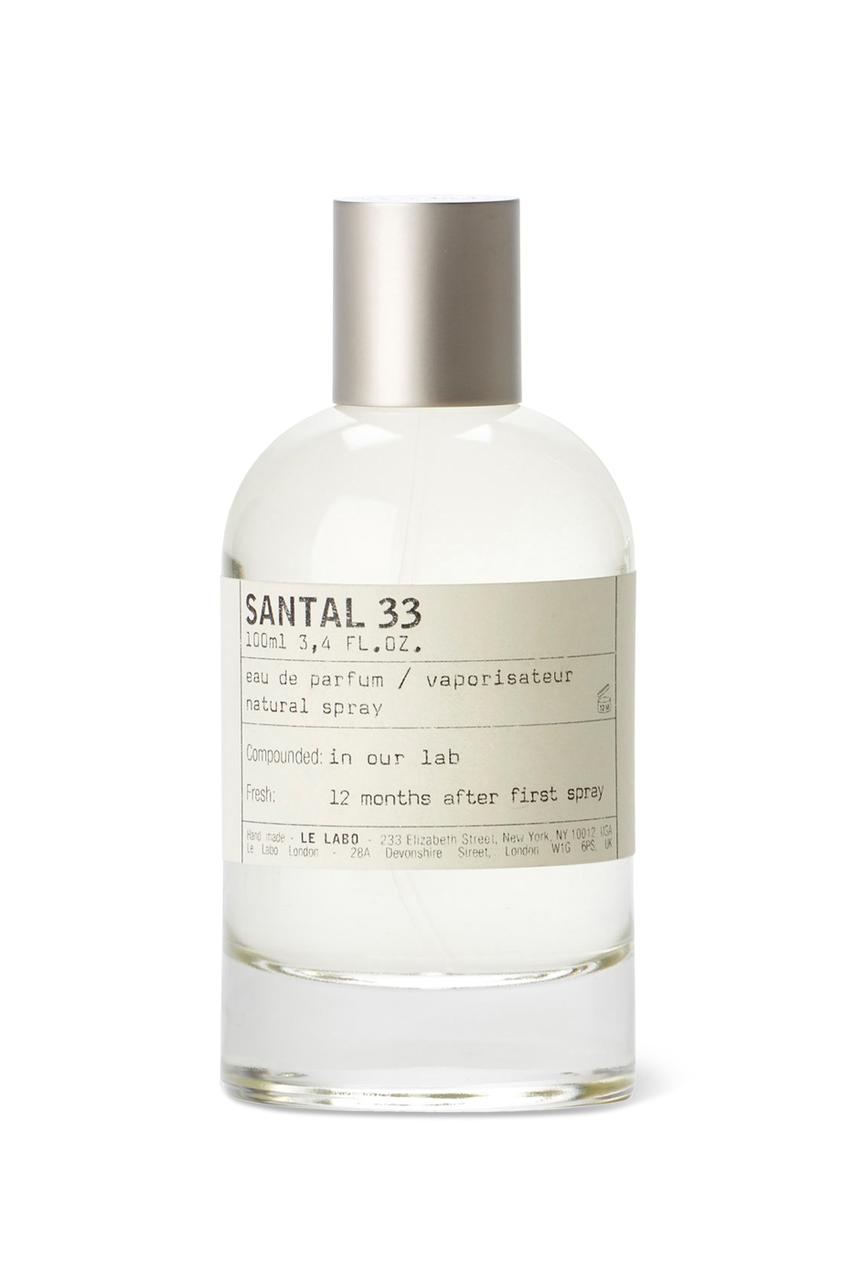 SANTAL 33
100ml 3,4 FL.OZ.
eau de parfum / vaporisateur
natural spray
12 M
Compounded: in our lab
Fresh: 12 months after first spray
Hand made - LE LABO - 233 Elizabeth Street, New York, NY 10012 USA
Le Labo London - 28A Devonshire Street, London W1G 6PS UK